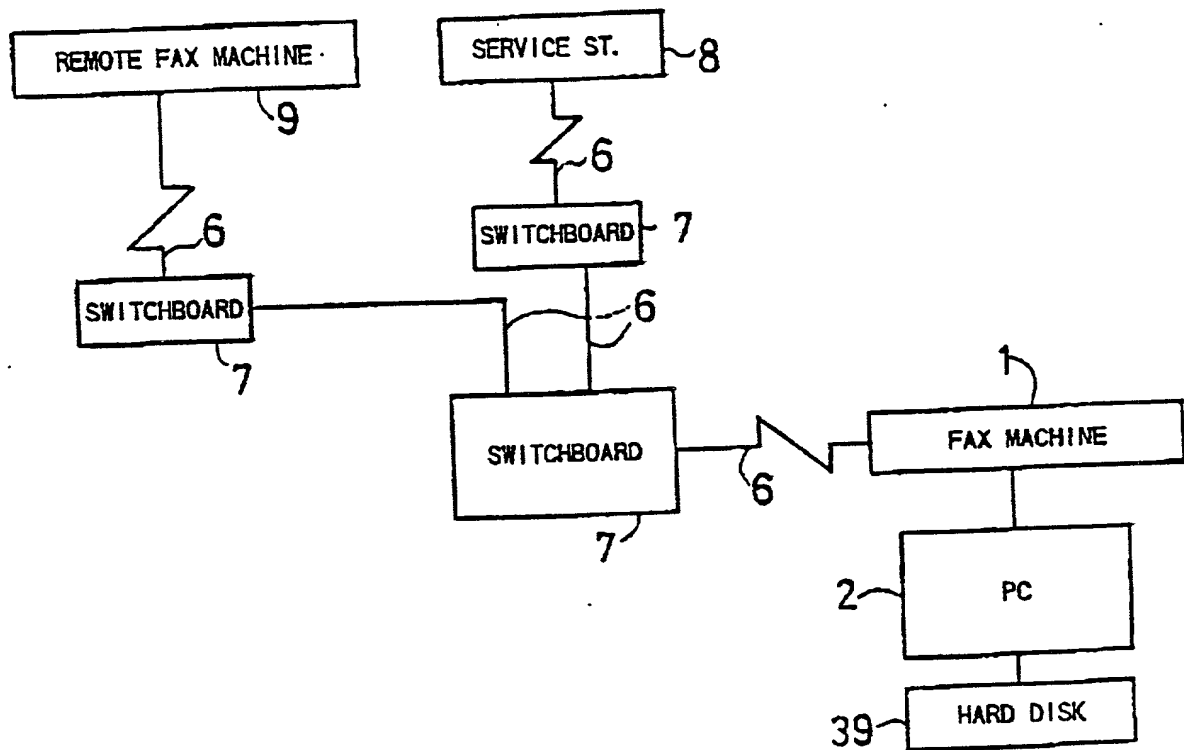 REMOTE FAX MACHINE
9
SERVICE ST.
8
6
6
SWITCHBOARD
7
SWITCHBOARD
7
6
SWITCHBOARD
7
6
1
FAX MACHINE
2
PC
39
HARD DISK